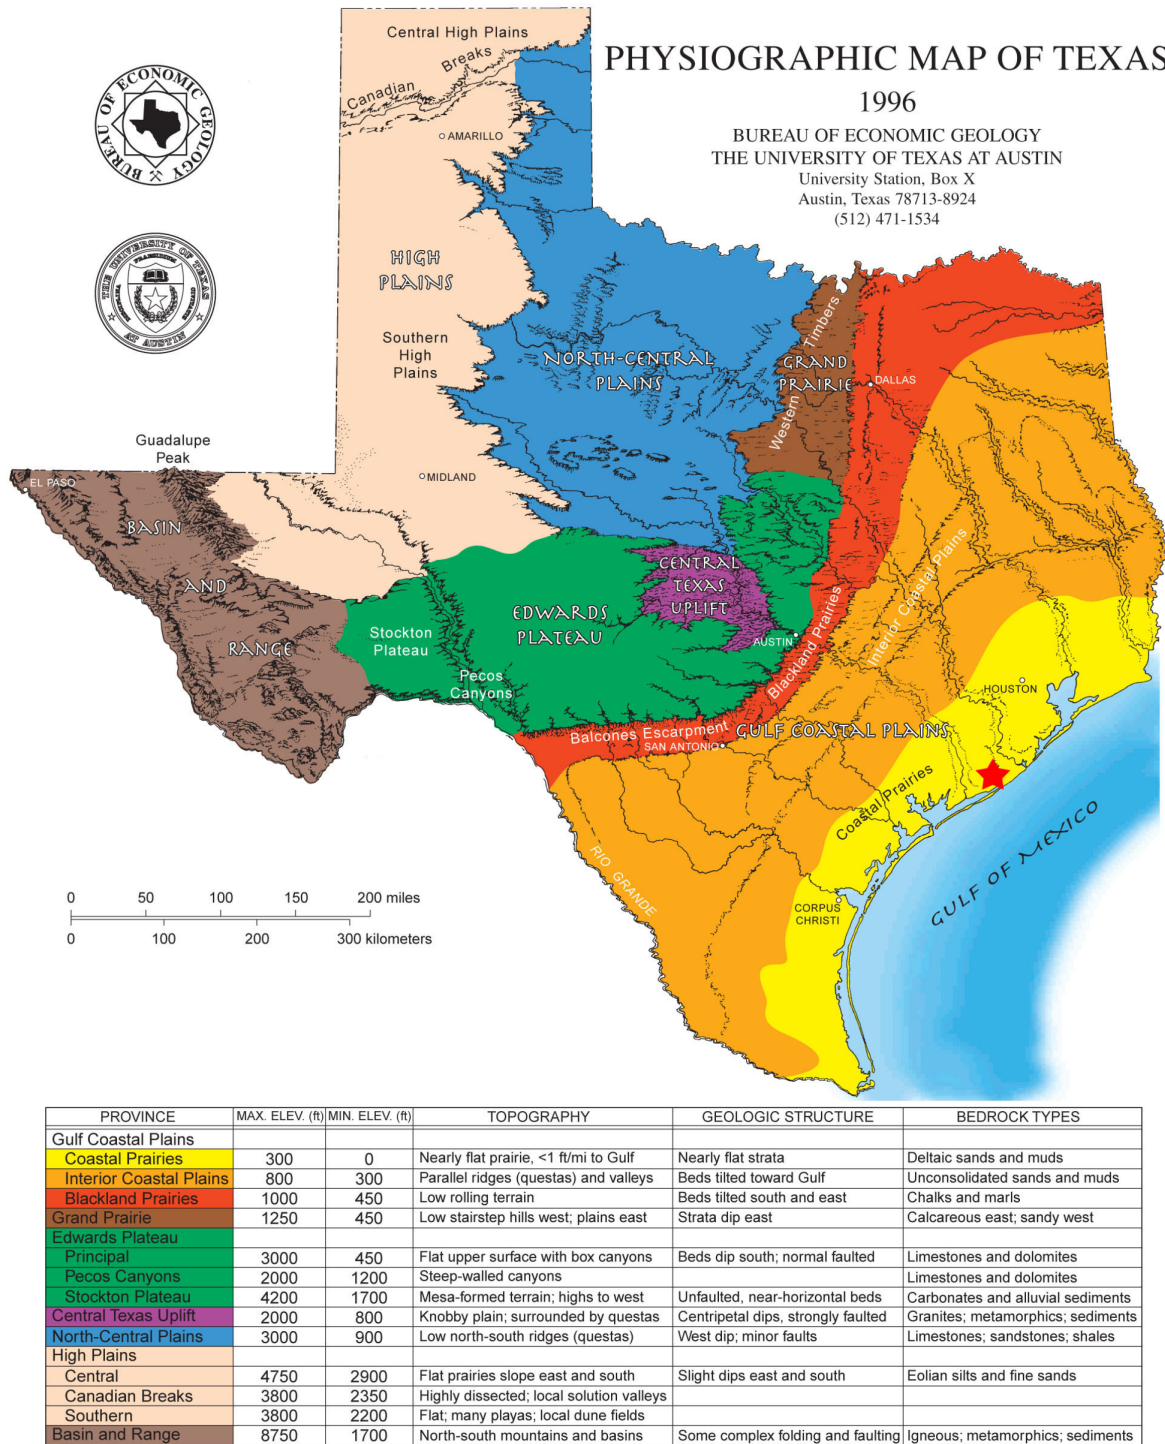 PHYSIOGRAPHIC MAP OF TEXAS
1996
BUREAU OF ECONOMIC GEOLOGY
THE UNIVERSITY OF TEXAS AT AUSTIN
University Station, Box X
Austin, Texas 78713-8924
(512) 471-1534
BUREAU OF ECONOMIC GEOLOGY
THE UNIVERSITY OF TEXAS
AT AUSTIN
Central High Plains
Canadian Breaks
AMARILLO
HIGH
PLAINS
Southern
High
Plains
NORTH-CENTRAL
PLAINS
Western Timbers
GRAND
PRAIRIE
DALLAS
Guadalupe
Peak
EL PASO
MIDLAND
BASIN
AND
RANGE
CENTRAL
TEXAS
UPLIFT
EDWARDS
PLATEAU
Stockton
Plateau
Pecos
Canyons
AUSTIN
Blackland Prairies
Interior Coastal Plains
HOUSTON
Balcones Escarpment
SAN ANTONIO
GULF COASTAL PLAINS
Coastal Prairies
RIO GRANDE
CORPUS
CHRISTI
GULF OF MEXICO
0 50 100 150 200 miles
0 100 200 300 kilometers
PROVINCE MAX. ELEV. (ft) MIN. ELEV. (ft) TOPOGRAPHY GEOLOGIC STRUCTURE BEDROCK TYPES
Gulf Coastal Plains
Coastal Prairies 300 0 Nearly flat prairie, <1 ft/mi to Gulf Nearly flat strata Deltaic sands and muds
Interior Coastal Plains 800 300 Parallel ridges (questas) and valleys Beds tilted toward Gulf Unconsolidated sands and muds
Blackland Prairies 1000 450 Low rolling terrain Beds tilted south and east Chalks and marls
Grand Prairie 1250 450 Low stairstep hills west; plains east Strata dip east Calcareous east; sandy west
Edwards Plateau
Principal 3000 450 Flat upper surface with box canyons Beds dip south; normal faulted Limestones and dolomites
Pecos Canyons 2000 1200 Steep-walled canyons Limestones and dolomites
Stockton Plateau 4200 1700 Mesa-formed terrain; highs to west Unfaulted, near-horizontal beds Carbonates and alluvial sediments
Central Texas Uplift 2000 800 Knobby plain; surrounded by questas Centripetal dips, strongly faulted Granites; metamorphics; sediments
North-Central Plains 3000 900 Low north-south ridges (questas) West dip; minor faults Limestones; sandstones; shales
High Plains
Central 4750 2900 Flat prairies slope east and south Slight dips east and south Eolian silts and fine sands
Canadian Breaks 3800 2350 Highly dissected; local solution valleys
Southern 3800 2200 Flat; many playas; local dune fields
Basin and Range 8750 1700 North-south mountains and basins Some complex folding and faulting Igneous; metamorphics; sediments